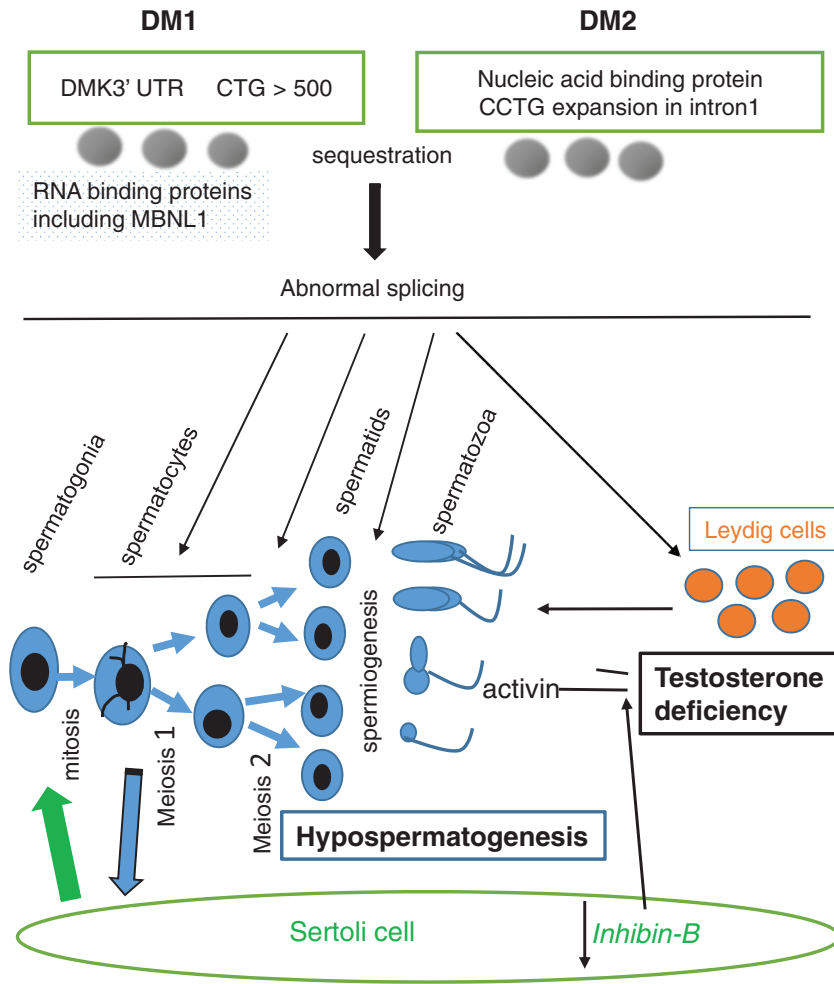 DM1
DM2
DMK3’ UTR CTG > 500
Nucleic acid binding protein
CCTG expansion in intron1
sequestration
RNA binding proteins
including MBNL1
Abnormal splicing
spermatogonia
spermatocytes
spermatids
spermatozoa
Leydig cells
spermiogenesis
activin
Testosterone
deficiency
mitosis
Meiosis 1
Meiosis 2
Hypospermatogenesis
Sertoli cell
Inhibin-B